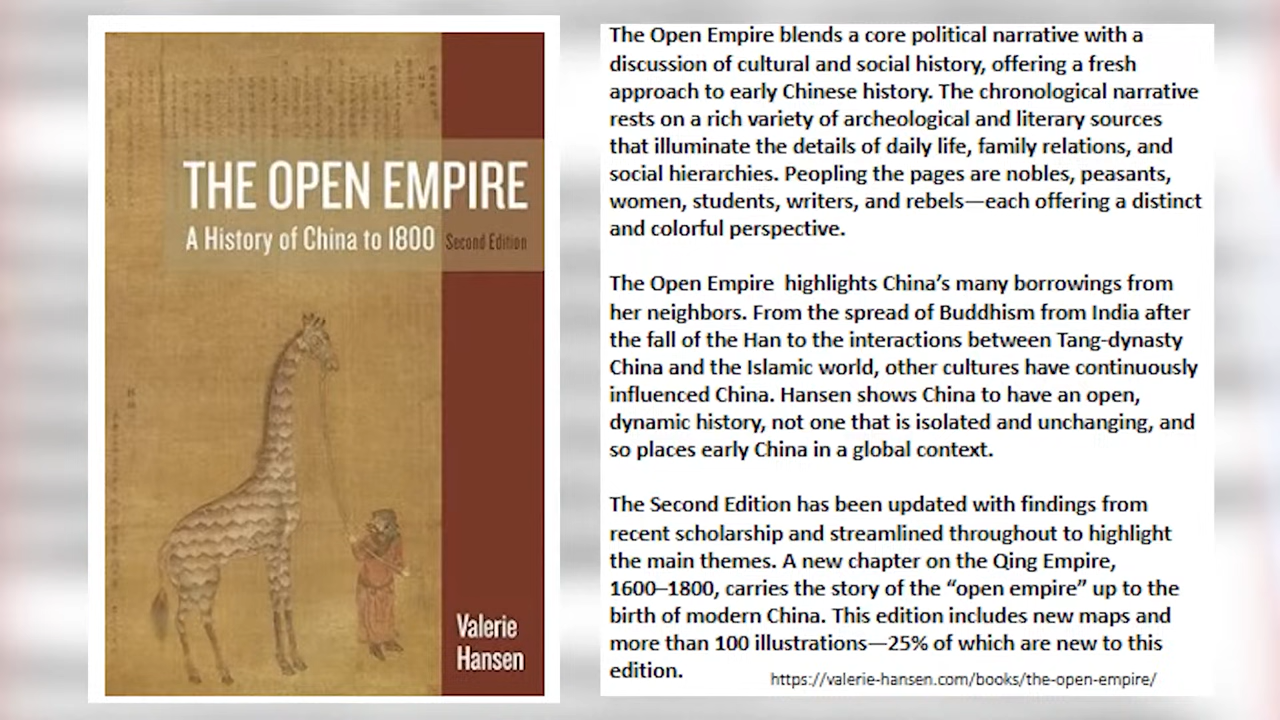 THE OPEN EMPIRE
A History of China to 1800 Second Edition
Valerie
Hansen
The Open Empire blends a core political narrative with a
discussion of cultural and social history, offering a fresh
approach to early Chinese history. The chronological narrative
rests on a rich variety of archeological and literary sources
that illuminate the details of daily life, family relations, and
social hierarchies. Peopling the pages are nobles, peasants,
women, students, writers, and rebels—each offering a distinct
and colorful perspective.
The Open Empire  highlights China’s many borrowings from
her neighbors. From the spread of Buddhism from India after
the fall of the Han to the interactions between Tang-dynasty
China and the Islamic world, other cultures have continuously
influenced China. Hansen shows China to have an open,
dynamic history, not one that is isolated and unchanging, and
so places early China in a global context.
The Second Edition has been updated with findings from
recent scholarship and streamlined throughout to highlight
the main themes. A new chapter on the Qing Empire,
1600–1800, carries the story of the “open empire” up to the
birth of modern China. This edition includes new maps and
more than 100 illustrations—25% of which are new to this
edition.
https://valerie-hansen.com/books/the-open-empire/